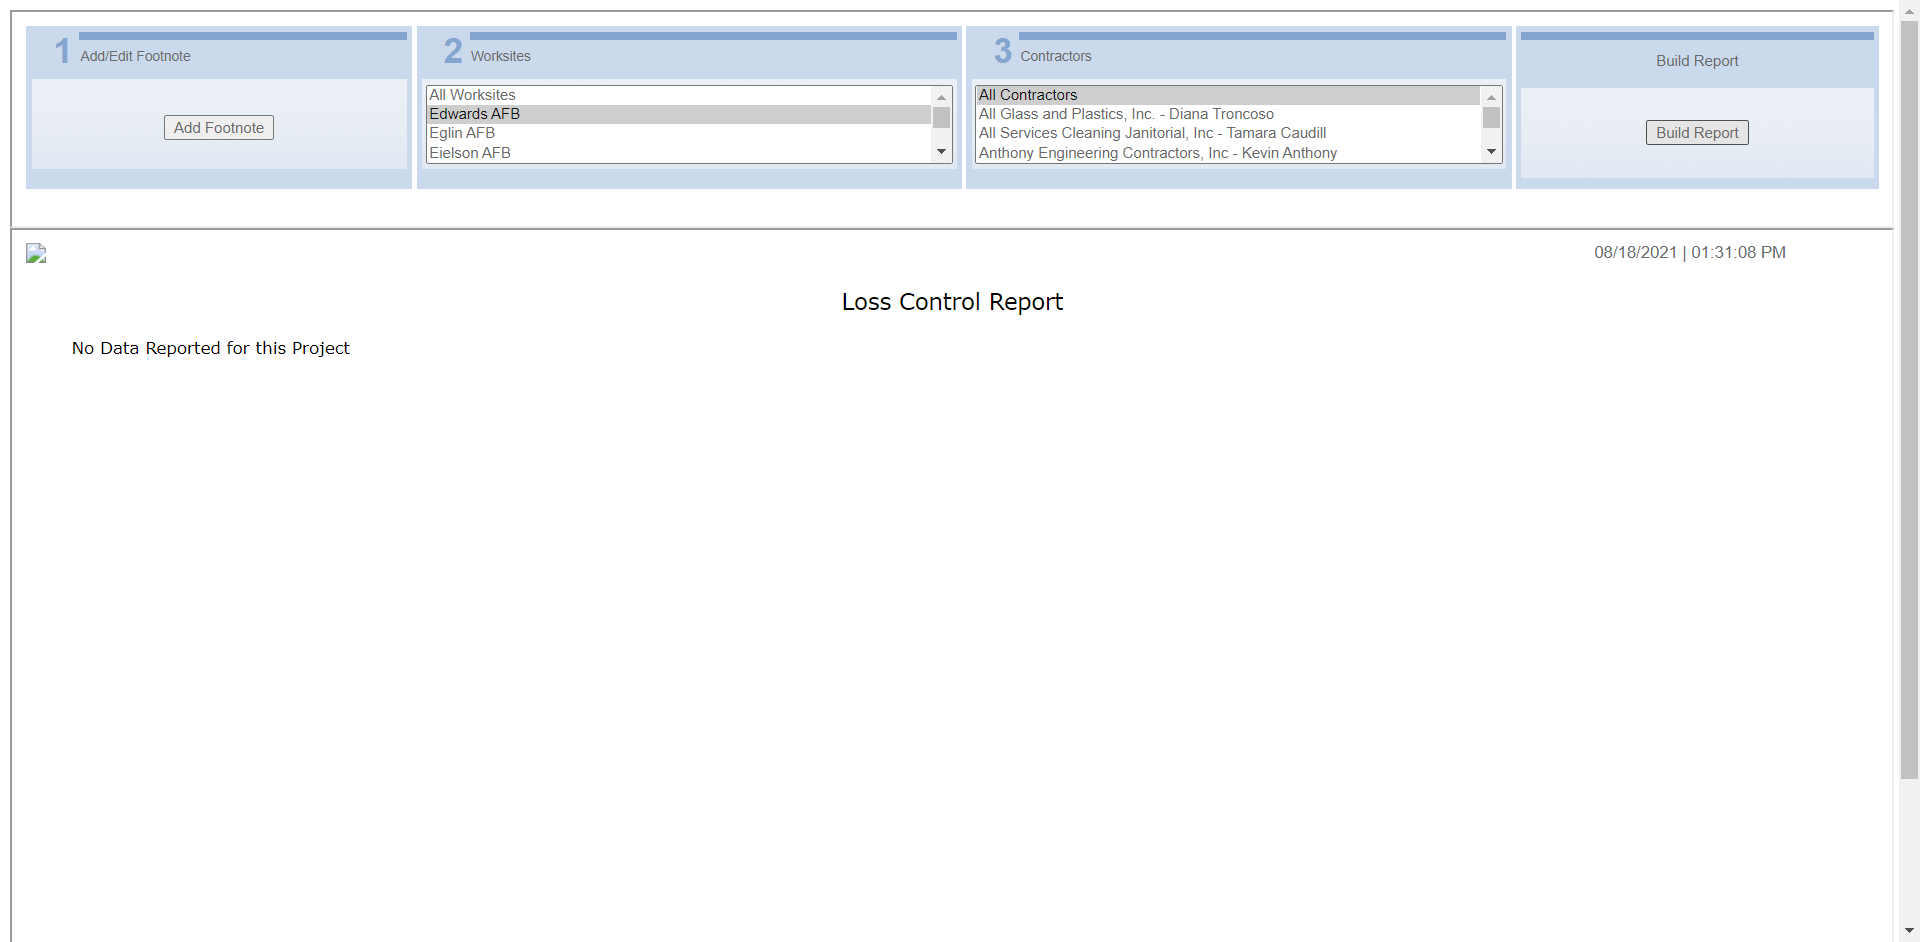 1
Add/Edit Footnote
Add Footnote
2
Worksites
All Worksites
Edwards AFB
Eglin AFB
Eielson AFB
3
Contractors
All Contractors
All Glass and Plastics, Inc. - Diana Troncoso
All Services Cleaning Janitorial, Inc - Tamara Caudill
Anthony Engineering Contractors, Inc - Kevin Anthony
Build Report
Build Report
08/18/2021 | 01:31:08 PM
Loss Control Report
No Data Reported for this Project